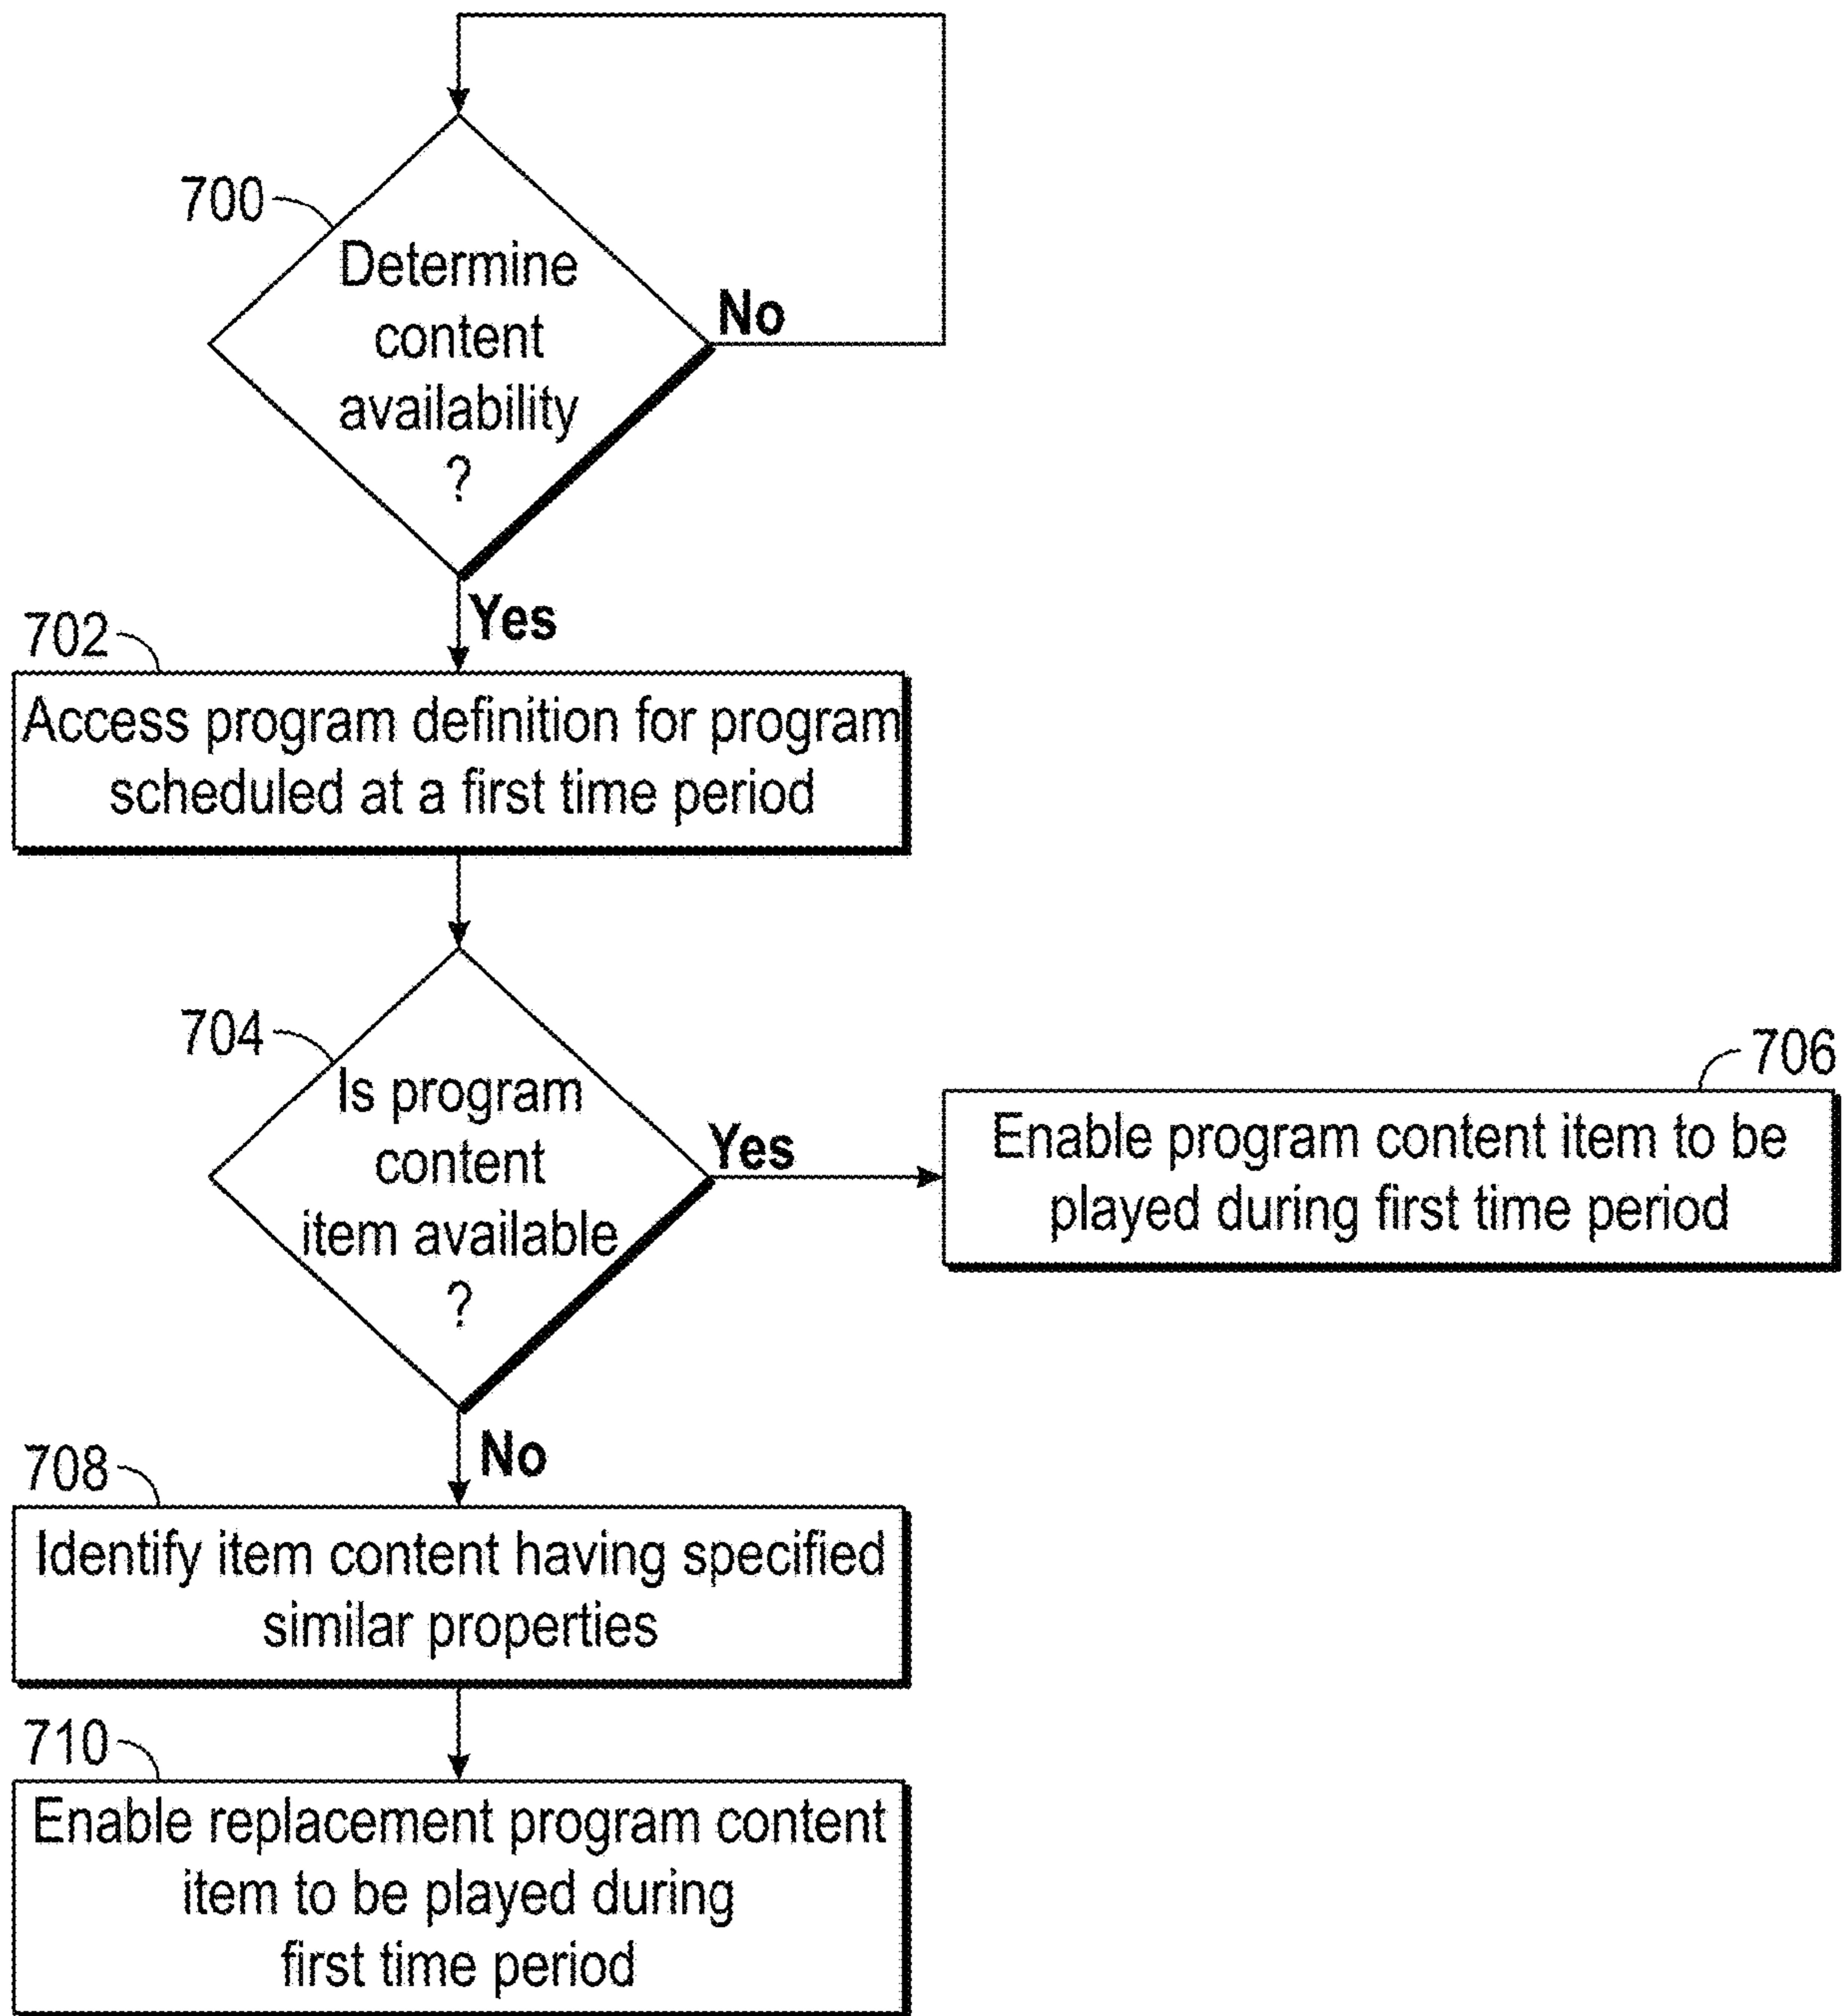 700
Determine
content
availability
?
No
Yes
702
Access program definition for program
scheduled at a first time period
704
Is program
content
item available
?
Yes
706
Enable program content item to be
played during first time period
No
708
Identify item content having specified
similar properties
710
Enable replacement program content
item to be played during
first time period